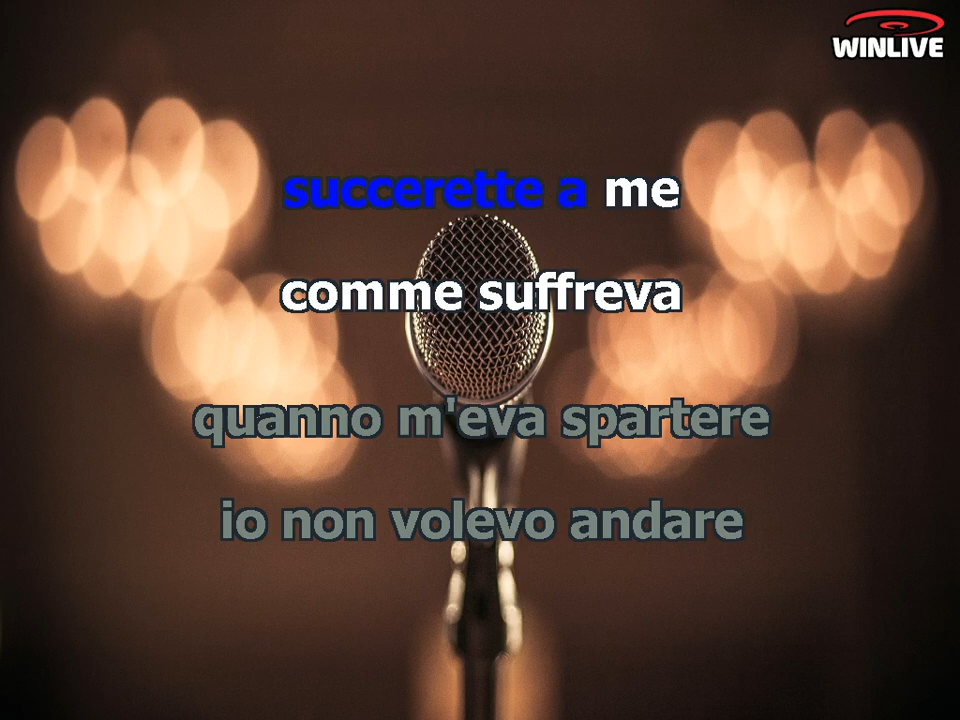 WINLIVE
succerette a me
comme suffreva
quanno m'eva spartere
io non volevo andare